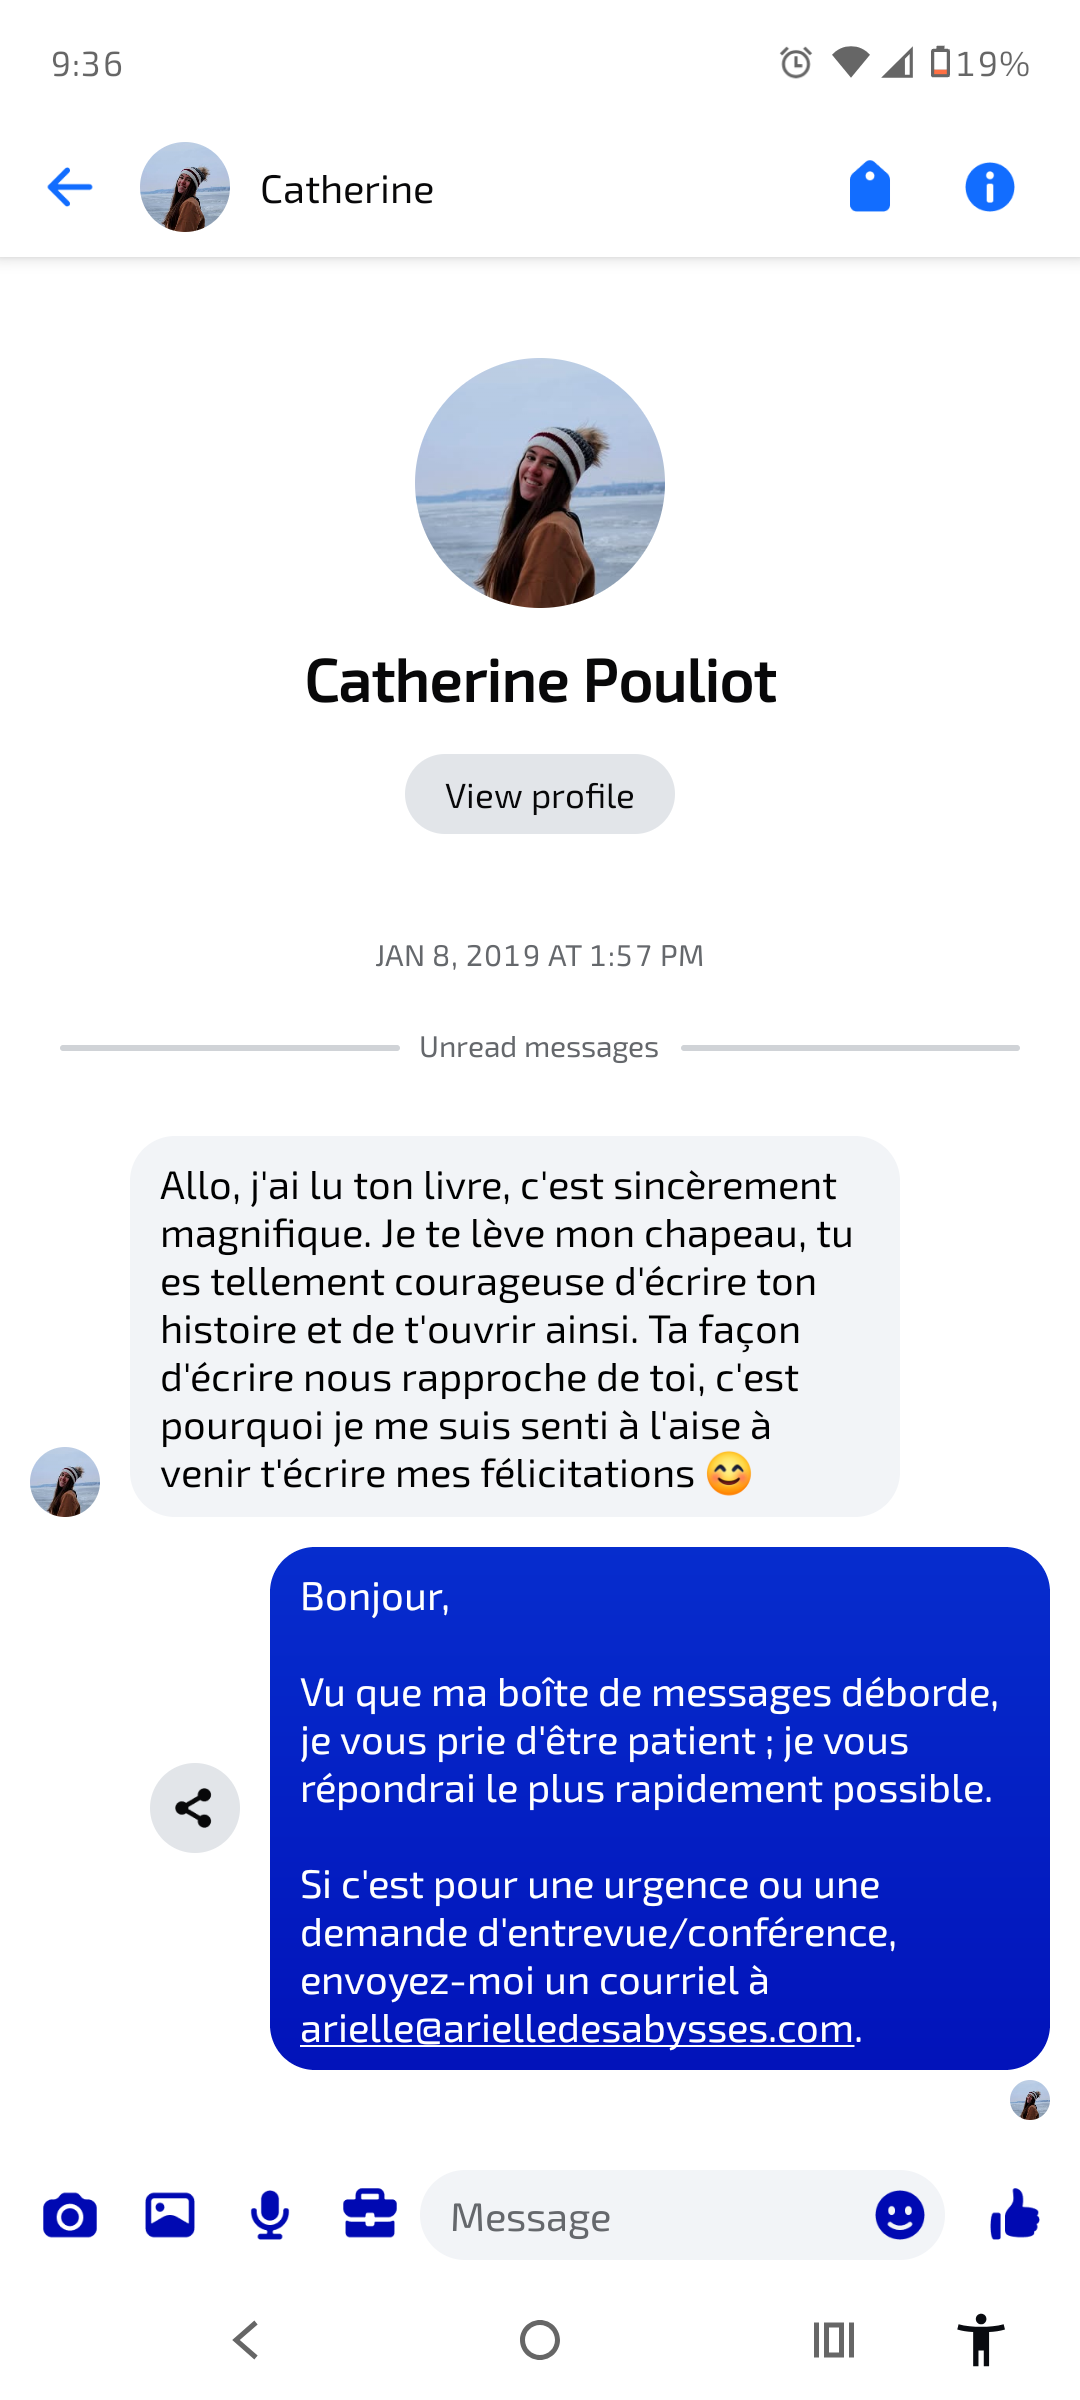 9:36
19%
Catherine
Catherine Pouliot
View profile
JAN 8, 2019 AT 1:57 PM
Unread messages
Allo, j'ai lu ton livre, c'est sincèrement
magnifique. Je te lève mon chapeau, tu
es tellement courageuse d'écrire ton
histoire et de t'ouvrir ainsi. Ta façon
d'écrire nous rapproche de toi, c'est
pourquoi je me suis senti à l'aise à
venir t'écrire mes félicitations 😊
Bonjour,
Vu que ma boîte de messages déborde,
je vous prie d'être patient ; je vous
répondrai le plus rapidement possible.
Si c'est pour une urgence ou une
demande d'entrevue/conférence,
envoyez-moi un courriel à
arielle@arielledesabysses.com.
Message